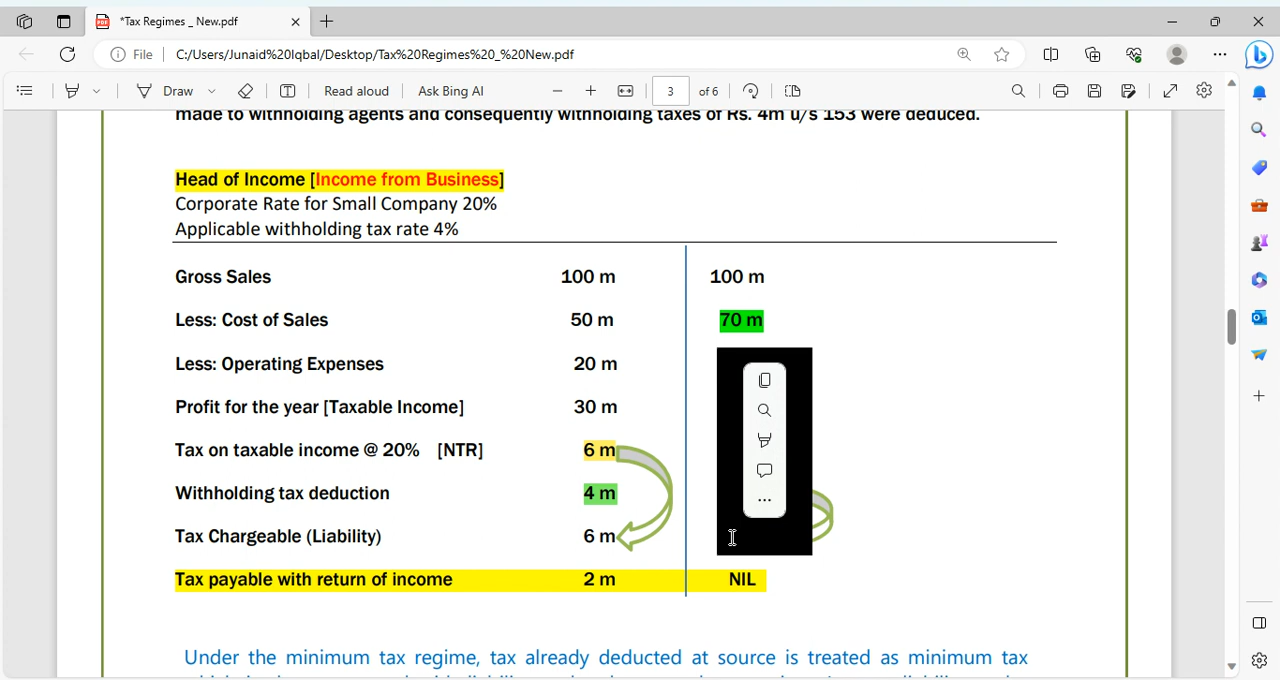 *Tax Regimes _ New.pdf
File
C:/Users/Junaid%20Iqbal/Desktop/Tax%20Regimes%20_%20New.pdf
Draw
Read aloud
Ask Bing AI
3 of 6
made to withholding agents and consequently withholding taxes of Rs. 4m u/s 153 were deducted.
Head of Income [Income from Business]
Corporate Rate for Small Company 20%
Applicable withholding tax rate 4%
Gross Sales 100 m 100 m
Less: Cost of Sales 50 m 70 m
Less: Operating Expenses 20 m
Profit for the year [Taxable Income] 30 m
Tax on taxable income @ 20% [NTR] 6 m
Withholding tax deduction 4 m
Tax Chargeable (Liability) 6 m
Tax payable with return of income 2 m NIL
Under the minimum tax regime, tax already deducted at source is treated as minimum tax